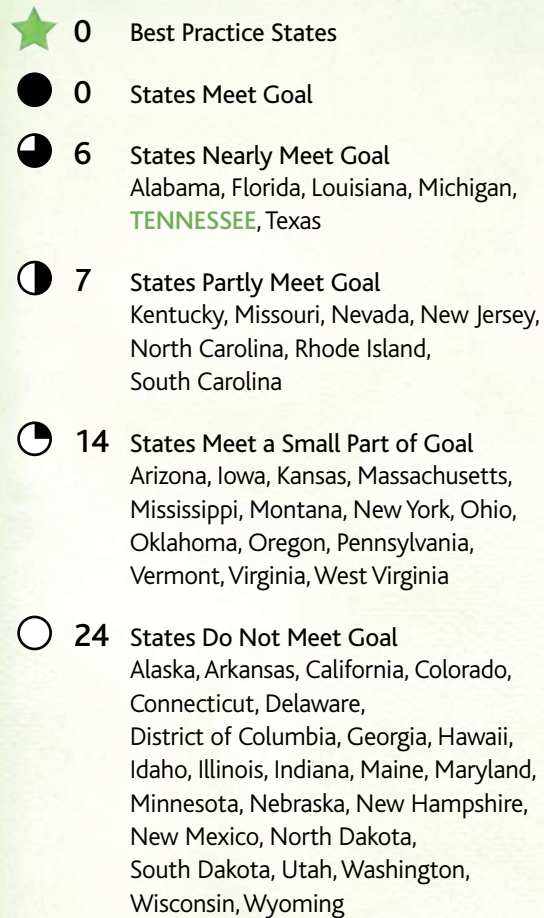 0 Best Practice States
0 States Meet Goal
6 States Nearly Meet Goal
Alabama, Florida, Louisiana, Michigan,
TENNESSEE, Texas
7 States Partly Meet Goal
Kentucky, Missouri, Nevada, New Jersey,
North Carolina, Rhode Island,
South Carolina
14 States Meet a Small Part of Goal
Arizona, Iowa, Kansas, Massachusetts,
Mississippi, Montana, New York, Ohio,
Oklahoma, Oregon, Pennsylvania,
Vermont, Virginia, West Virginia
24 States Do Not Meet Goal
Alaska, Arkansas, California, Colorado,
Connecticut, Delaware,
District of Columbia, Georgia, Hawaii,
Idaho, Illinois, Indiana, Maine, Maryland,
Minnesota, Nebraska, New Hampshire,
New Mexico, North Dakota,
South Dakota, Utah, Washington,
Wisconsin, Wyoming